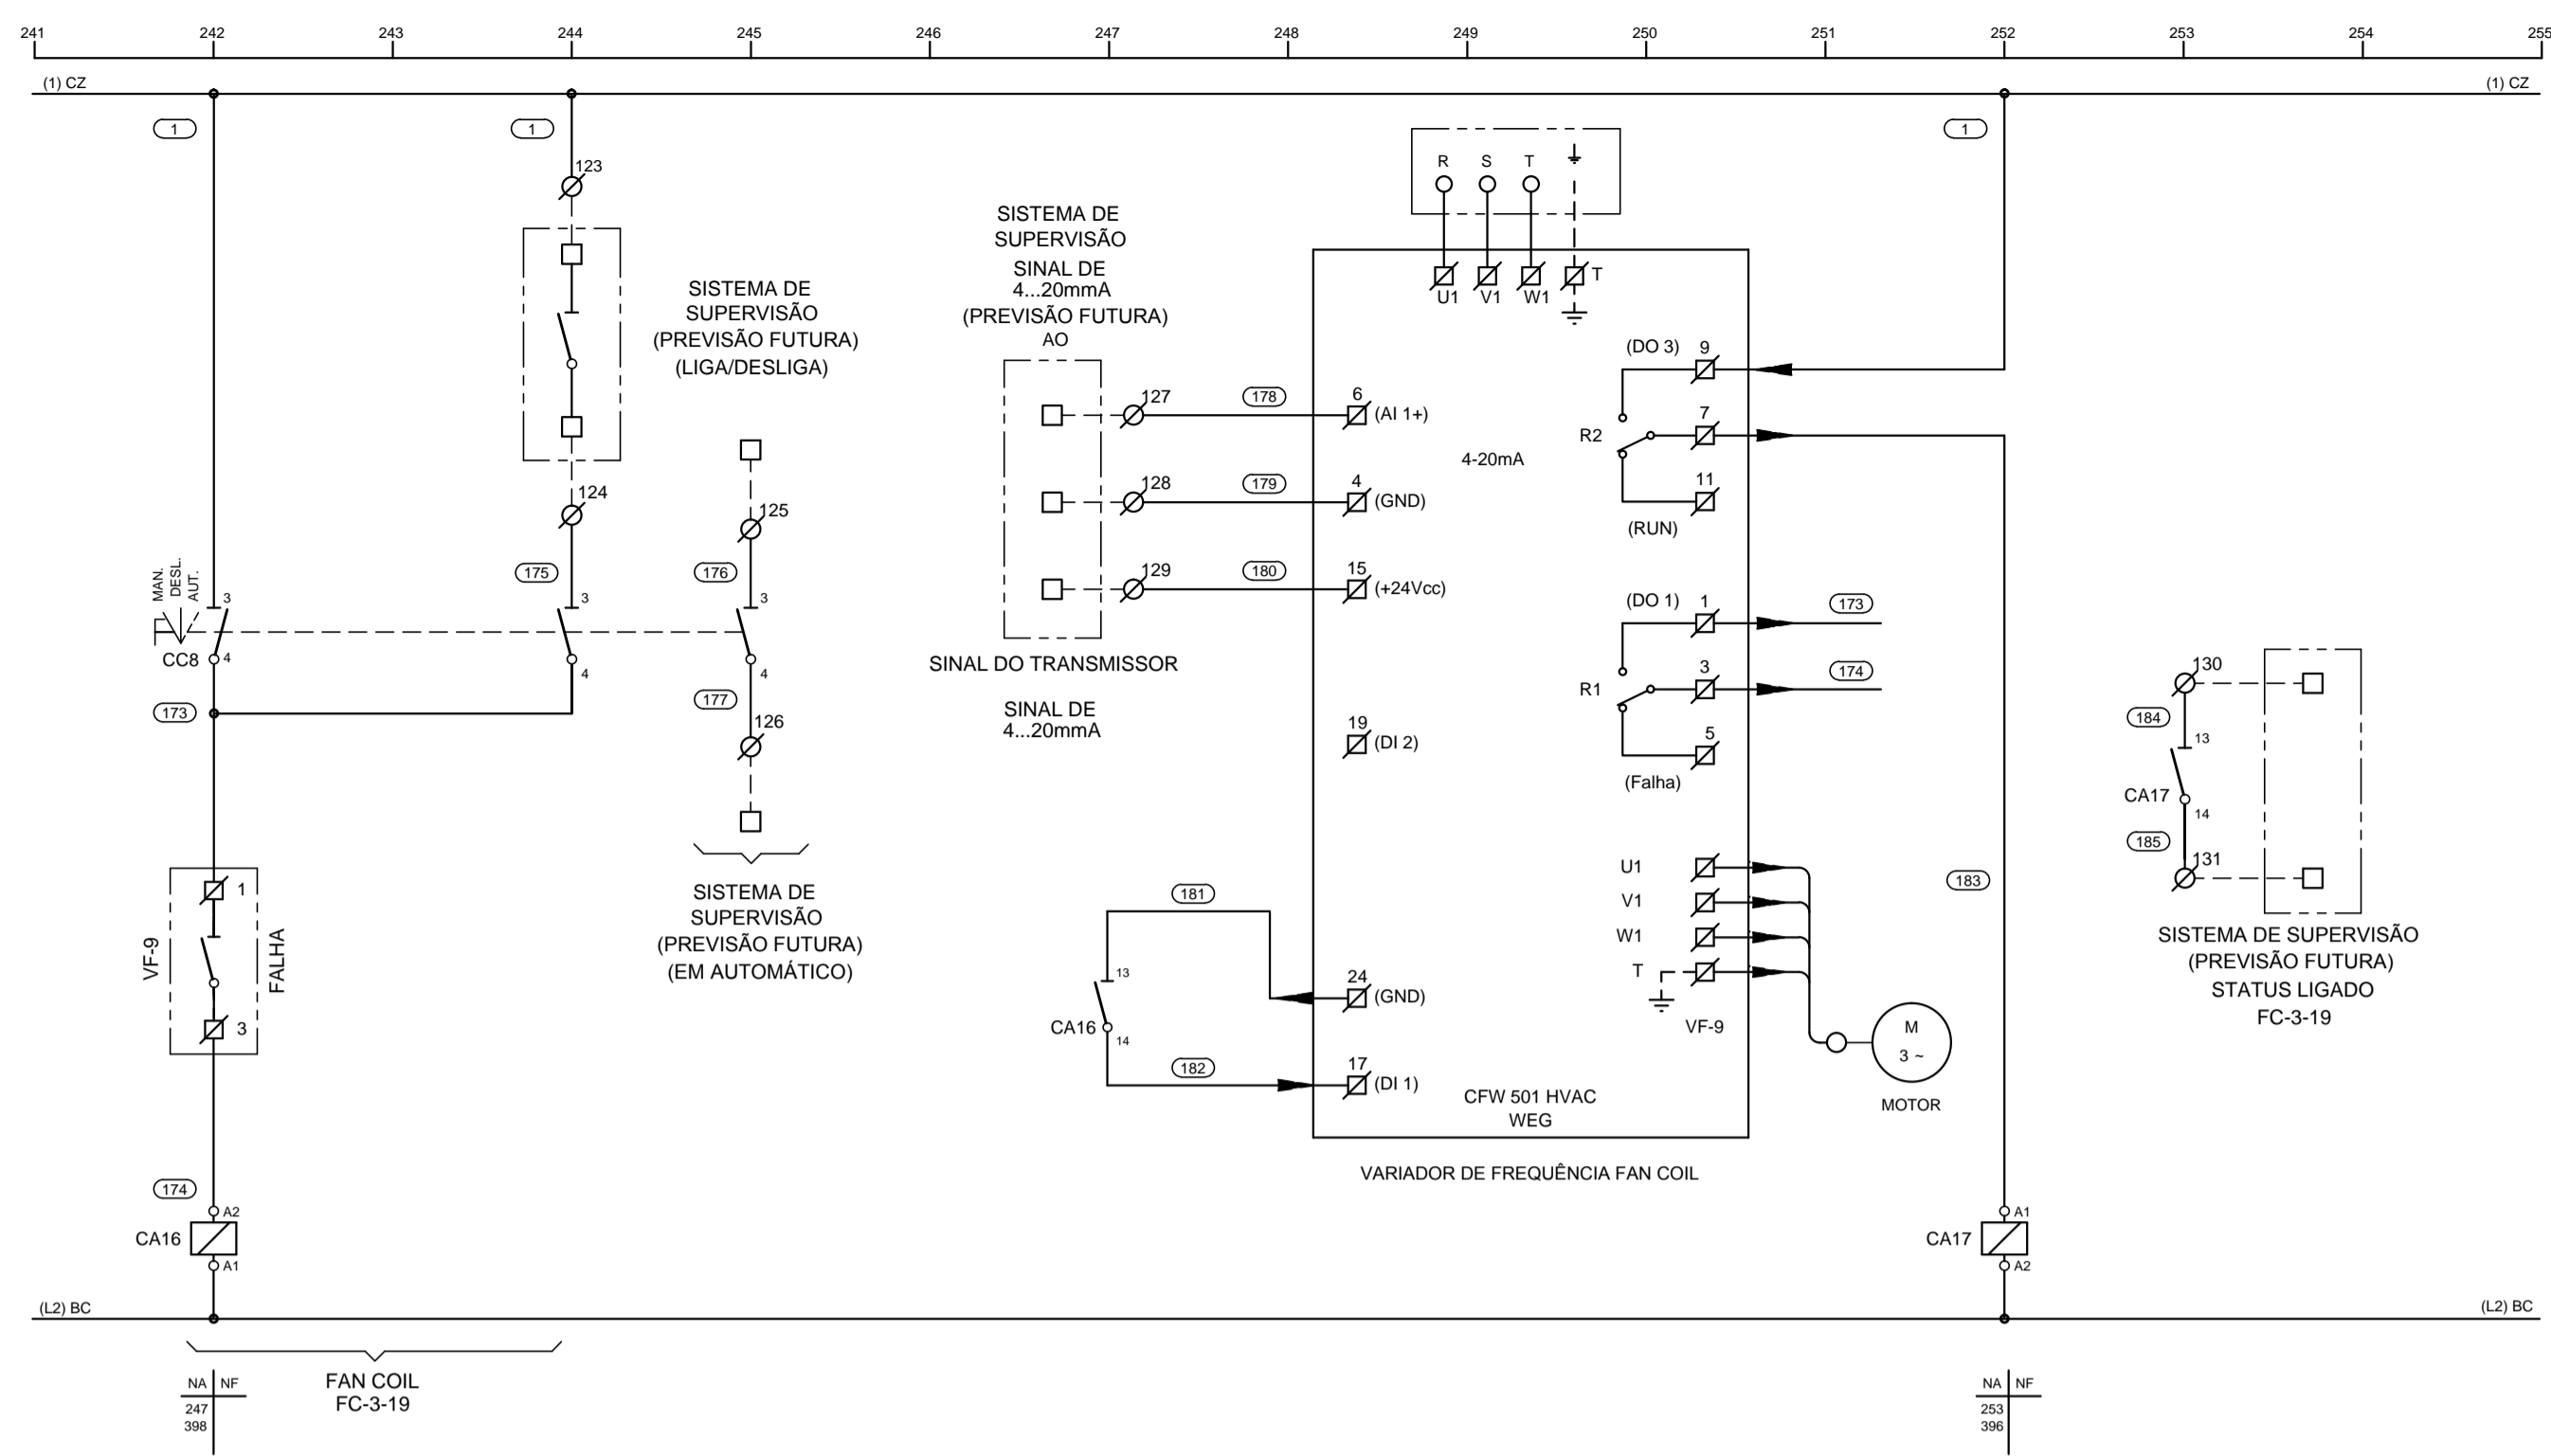 241 242 243 244 245 246 247 248 249 250 251 252 253 254 255
(1) CZ (1) CZ
1 1 1
123
R S T
SISTEMA DE
SUPERVISÃO
(PREVISÃO FUTURA)
(LIGA/DESLIGA)
124
125
175 176
MAN.
DESL.
AUT.
3 3 3
CC8 4 4 4
173 177
126
SISTEMA DE
SUPERVISÃO
(PREVISÃO FUTURA)
(EM AUTOMÁTICO)
VF-9
1
3
FALHA
174
A2
CA16
A1
SISTEMA DE
SUPERVISÃO
SINAL DE
4...20mmA
(PREVISÃO FUTURA)
AO
127 178 6 (AI 1+)
128 179 4 (GND)
129 180 15 (+24Vcc)
SINAL DO TRANSMISSOR
SINAL DE
4...20mmA
19 (DI 2)
181
13
24 (GND)
CA16
14
182 17 (DI 1)
U1 V1 W1 T
4-20mA
(DO 3) 9
R2 7
11
(RUN)
(DO 1) 1 173
R1 3 174
5
(Falha)
U1
V1
W1
T
VF-9
CFW 501 HVAC
WEG
VARIADOR DE FREQUÊNCIA FAN COIL
M
3 ~
MOTOR
183
A1
CA17
A2
130
184
13
CA17
14
185
131
SISTEMA DE SUPERVISÃO
(PREVISÃO FUTURA)
STATUS LIGADO
FC-3-19
(L2) BC (L2) BC
FAN COIL
FC-3-19
NA NF
247
398
NA NF
253
396